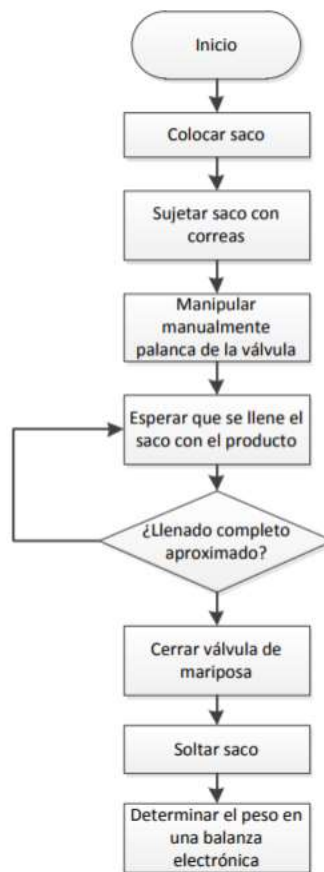 Inicio
Colocar saco
Sujetar saco con
correas
Manipular
manualmente
palanca de la válvula
Esperar que se llene el
saco con el producto
¿Llenado completo
aproximado?
Cerrar válvula de
mariposa
Soltar saco
Determinar el peso en
una balanza
electrónica